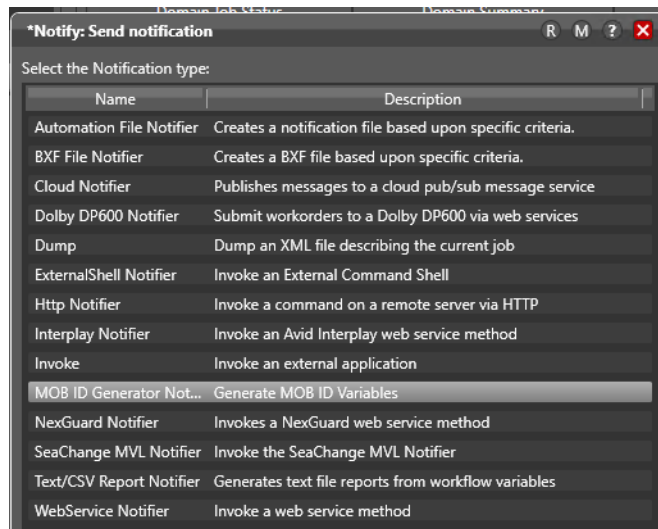 Domain Job Status Domain Summary
*Notify: Send notification R M ? X
Select the Notification type:
Name Description
Automation File Notifier Creates a notification file based upon specific criteria.
BXF File Notifier Creates a BXF file based upon specific criteria.
Cloud Notifier Publishes messages to a cloud pub/sub message service
Dolby DP600 Notifier Submit workorders to a Dolby DP600 via web services
Dump Dump an XML file describing the current job
ExternalShell Notifier Invoke an External Command Shell
Http Notifier Invoke a command on a remote server via HTTP
Interplay Notifier Invoke an Avid Interplay web service method
Invoke Invoke an external application
MOB ID Generator Not... Generate MOB ID Variables
NexGuard Notifier Invokes a NexGuard web service method
SeaChange MVL Notifier Invoke the SeaChange MVL Notifier
Text/CSV Report Notifier Generates text file reports from workflow variables
WebService Notifier Invoke a web service method